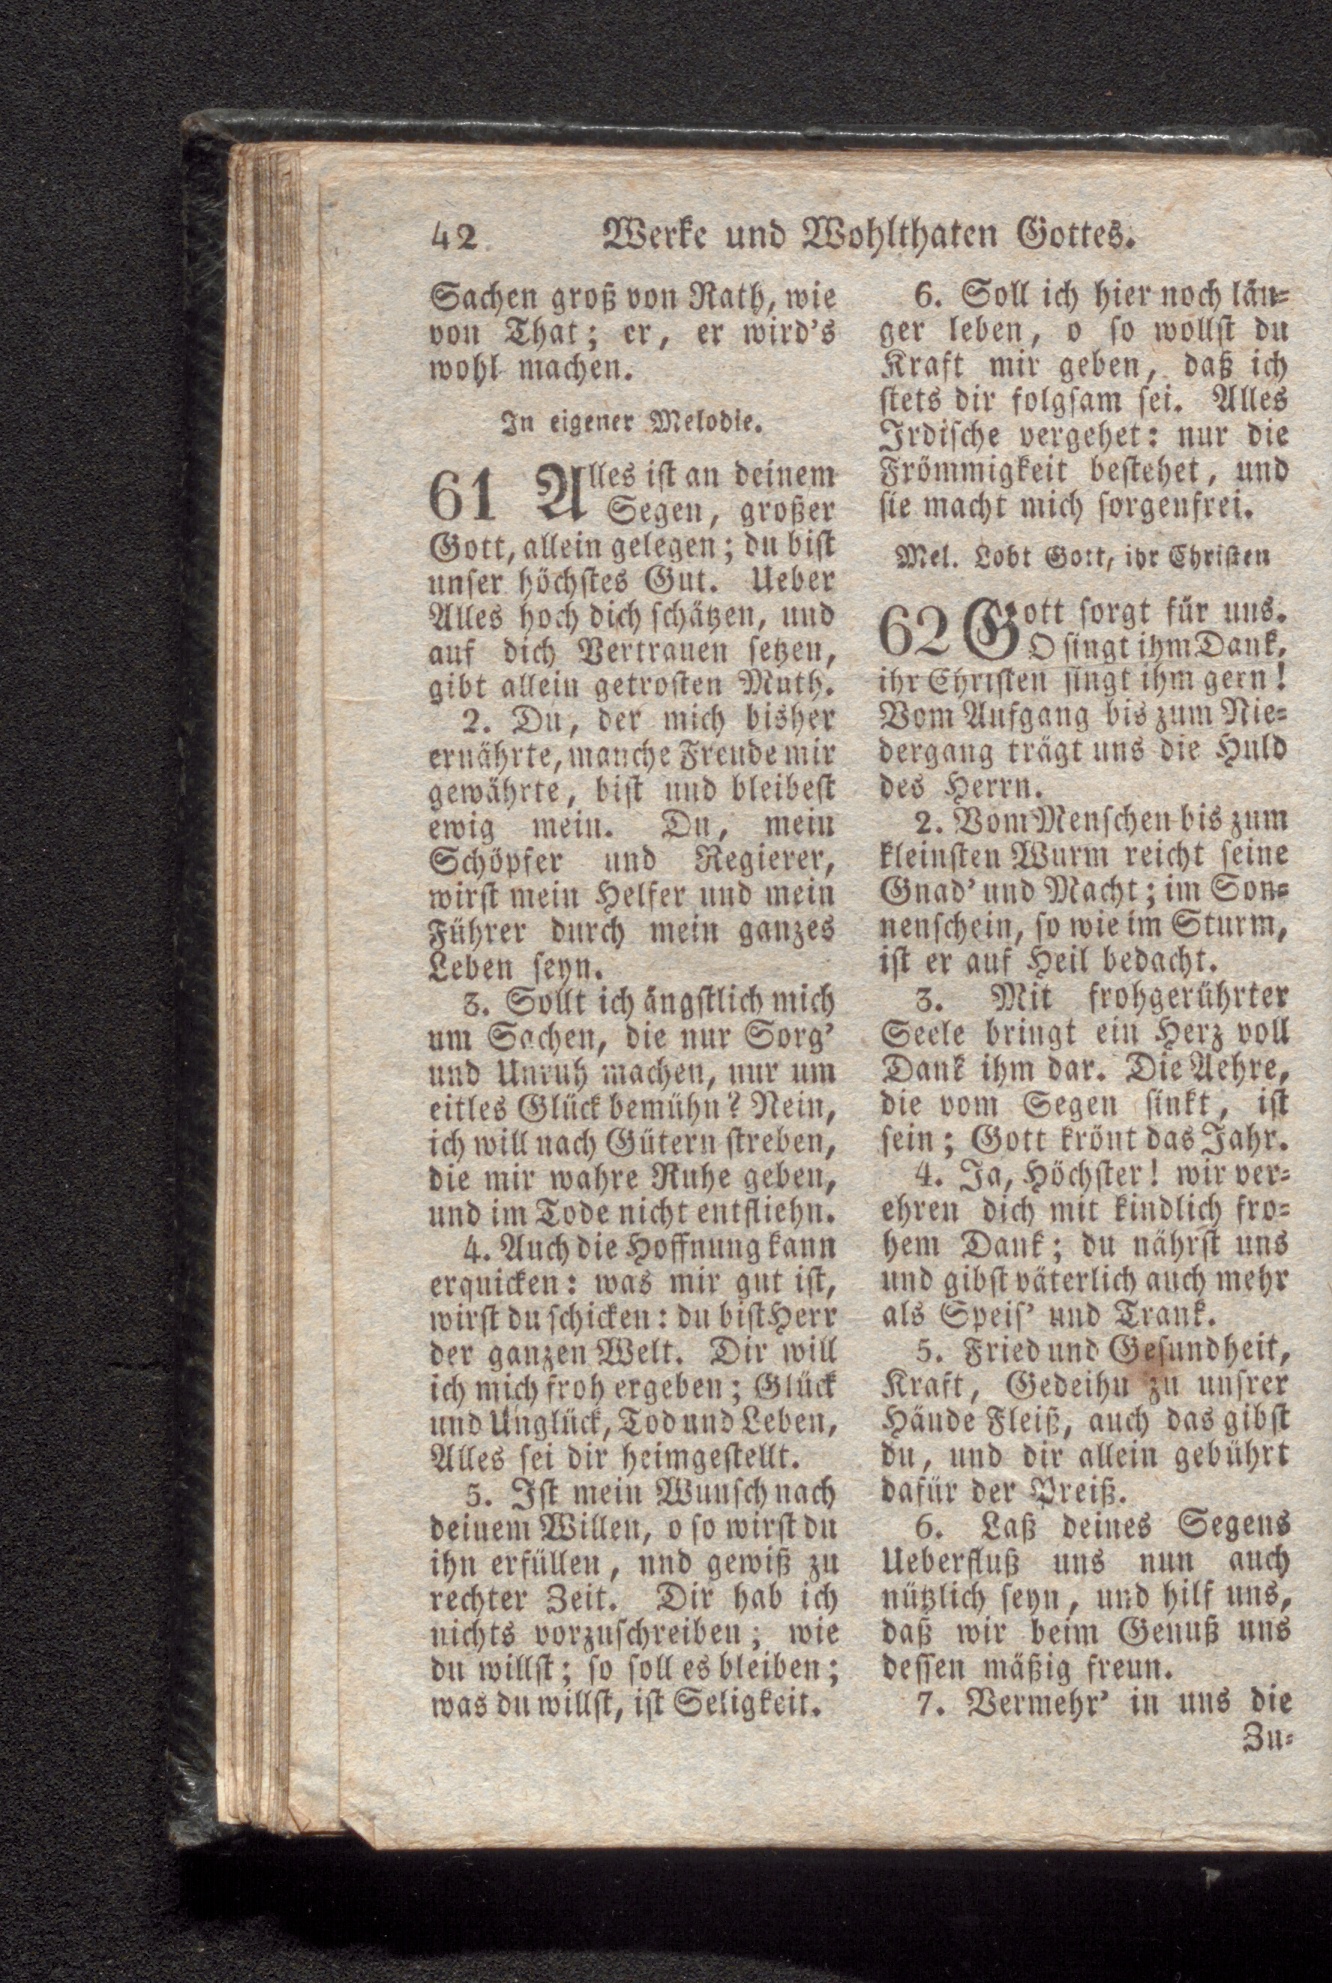 42 Werke und Wohlthaten Gottes.
Sachen groß von Rath, wie
von That; er, er wird's
wohl machen.
In eigener Melodie.
61 Alles ist an deinem
Segen, großer
Gott, allein gelegen; du bist
unser höchstes Gut. Ueber
Alles hoch dich schätzen, und
auf dich Vertrauen setzen,
gibt allein getrosten Muth.
2. Du, der mich bisher
ernährte, manche Freude mir
gewährte, bist und bleibest
ewig mein. Du, mein
Schöpfer und Regierer,
wirst mein Helfer und mein
Führer durch mein ganzes
Leben seyn.
3. Sollt ich ängstlich mich
um Sachen, die nur Sorg'
und Unruh machen, nur um
eitles Glück bemühn? Nein,
ich will nach Gütern streben,
die mir wahre Ruhe geben,
und im Tode nicht entfliehn.
4. Auch die Hoffnung kann
erquicken: was mir gut ist,
wirst du schicken: du bist Herr
der ganzen Welt. Dir will
ich mich froh ergeben; Glück
und Unglück, Tod und Leben,
Alles sei dir heimgestellt.
5. Ist mein Wunsch nach
deinem Willen, o so wirst du
ihn erfüllen, und gewiß zu
rechter Zeit. Dir hab ich
nichts vorzuschreiben; wie
du willst; so soll es bleiben;
was du willst, ist Seligkeit.
6. Soll ich hier noch län-
ger leben, o so wollst du
Kraft mir geben, daß ich
stets dir folgsam sei. Alles
Irdische vergehet: nur die
Frömmigkeit bestehet, und
sie macht mich sorgenfrei.
Mel. Lobt Gott, ihr Christen
62 Gott sorgt für uns.
O singt ihm Dank,
ihr Christen singt ihm gern!
Vom Aufgang bis zum Nie-
dergang trägt uns die Huld
des Herrn.
2. Vom Menschen bis zum
kleinsten Wurm reicht seine
Gnad' und Macht; im Son-
nenschein, so wie im Sturm,
ist er auf Heil bedacht.
3. Mit frohgerührter
Seele bringt ein Herz voll
Dank ihm dar. Die Aehre,
die vom Segen sinkt, ist
sein; Gott krönt das Jahr.
4. Ja, Höchster! wir ver-
ehren dich mit kindlich fro-
hem Dank; du nährst uns
und gibst väterlich auch mehr
als Speis' und Trank.
5. Fried und Gesundheit,
Kraft, Gedeihn zu unsrer
Hände Fleiß, auch das gibst
du, und dir allein gebührt
dafür der Preiß.
6. Laß deines Segens
Ueberfluß uns nun auch
nützlich seyn, und hilf uns,
daß wir beim Genuß uns
dessen mäßig freun.
7. Vermehr' in uns die
Zu-